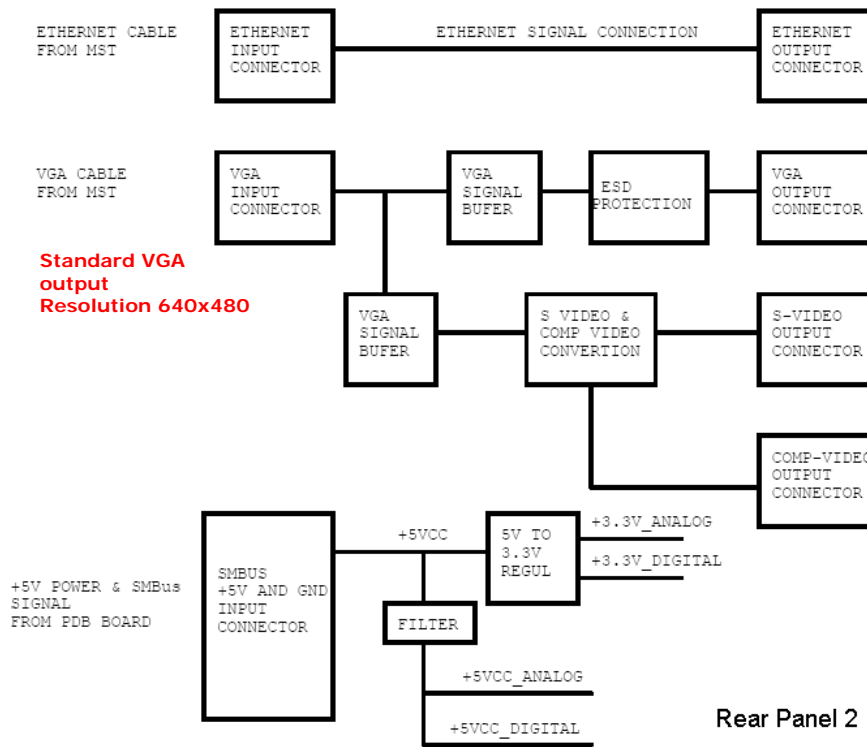 ETHERNET CABLE
FROM MST
ETHERNET
INPUT
CONNECTOR
ETHERNET SIGNAL CONNECTION
ETHERNET
OUTPUT
CONNECTOR
VGA CABLE
FROM MST
VGA
INPUT
CONNECTOR
VGA
SIGNAL
BUFER
ESD
PROTECTION
VGA
OUTPUT
CONNECTOR
Standard VGA
output
Resolution 640x480
VGA
SIGNAL
BUFER
S VIDEO &
COMP VIDEO
CONVERTION
S-VIDEO
OUTPUT
CONNECTOR
COMP-VIDEO
OUTPUT
CONNECTOR
+5V POWER & SMBus
SIGNAL
FROM PDB BOARD
SMBUS
+5V AND GND
INPUT
CONNECTOR
+5VCC
5V TO
3.3V
REGUL
+3.3V_ANALOG
+3.3V_DIGITAL
FILTER
+5VCC_ANALOG
+5VCC_DIGITAL
Rear Panel 2